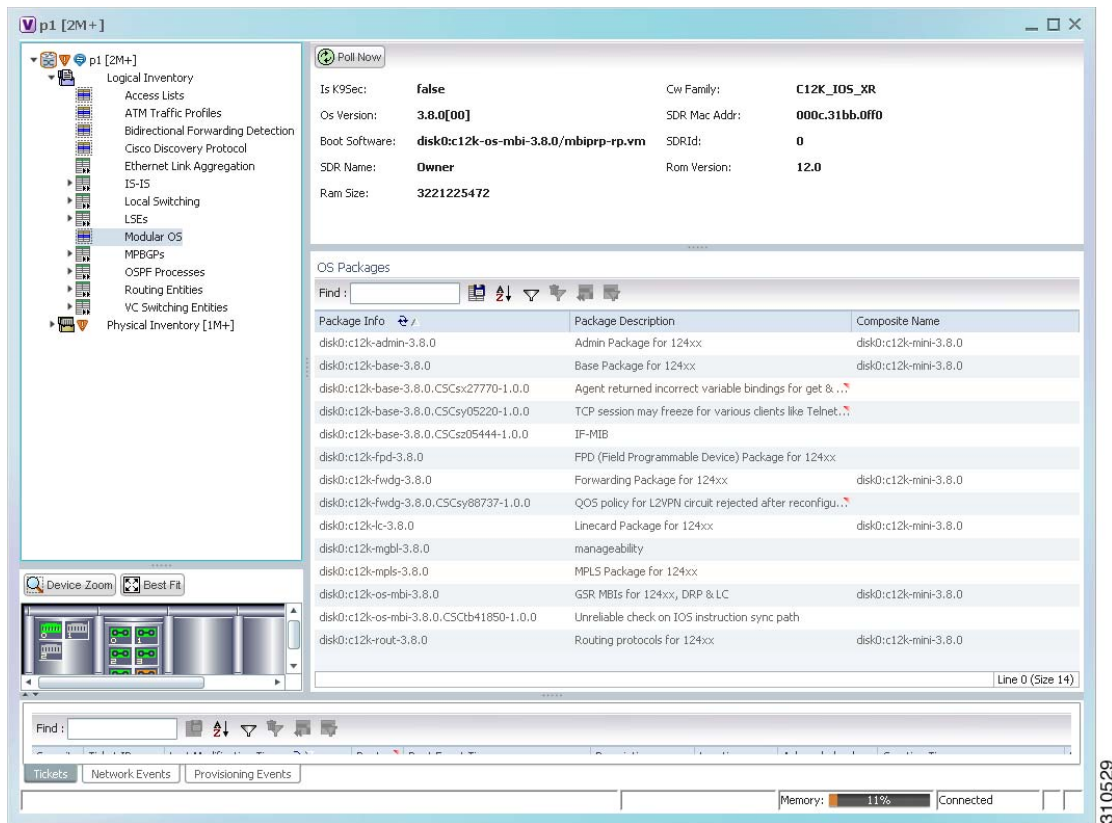 p1 [2M+]
p1 [2M+]
Logical Inventory
Access Lists
ATM Traffic Profiles
Bidirectional Forwarding Detection
Cisco Discovery Protocol
Ethernet Link Aggregation
IS-IS
Local Switching
LSEs
Modular OS
MPBGPs
OSPF Processes
Routing Entities
VC Switching Entities
Physical Inventory [1M+]
Device Zoom Best Fit
Poll Now
Is K9Sec: false Cw Family: C12K_IOS_XR
Os Version: 3.8.0[00] SDR Mac Addr: 000c.31bb.0ff0
Boot Software: disk0:c12k-os-mbi-3.8.0/mbiprp-rp.vm SDRId: 0
SDR Name: Owner Rom Version: 12.0
Ram Size: 3221225472
OS Packages
Find :
Package Info Package Description Composite Name
disk0:c12k-admin-3.8.0 Admin Package for 124xx disk0:c12k-mini-3.8.0
disk0:c12k-base-3.8.0 Base Package for 124xx disk0:c12k-mini-3.8.0
disk0:c12k-base-3.8.0.CSCsx27770-1.0.0 Agent returned incorrect variable bindings for get & ...
disk0:c12k-base-3.8.0.CSCsy05220-1.0.0 TCP session may freeze for various clients like Telnet...
disk0:c12k-base-3.8.0.CSCsz05444-1.0.0 IF-MIB
disk0:c12k-fpd-3.8.0 FPD (Field Programmable Device) Package for 124xx
disk0:c12k-fwdg-3.8.0 Forwarding Package for 124xx disk0:c12k-mini-3.8.0
disk0:c12k-fwdg-3.8.0.CSCsy88737-1.0.0 QOS policy for L2VPN circuit rejected after reconfigu...
disk0:c12k-lc-3.8.0 Linecard Package for 124xx disk0:c12k-mini-3.8.0
disk0:c12k-mgbl-3.8.0 manageability
disk0:c12k-mpls-3.8.0 MPLS Package for 124xx
disk0:c12k-os-mbi-3.8.0 GSR MBIs for 124xx, DRP & LC disk0:c12k-mini-3.8.0
disk0:c12k-os-mbi-3.8.0.CSCtb41850-1.0.0 Unreliable check on IOS instruction sync path
disk0:c12k-rout-3.8.0 Routing protocols for 124xx disk0:c12k-mini-3.8.0
Line 0 (Size 14)
Find :
Tickets Network Events Provisioning Events
Memory: 11% Connected
310529